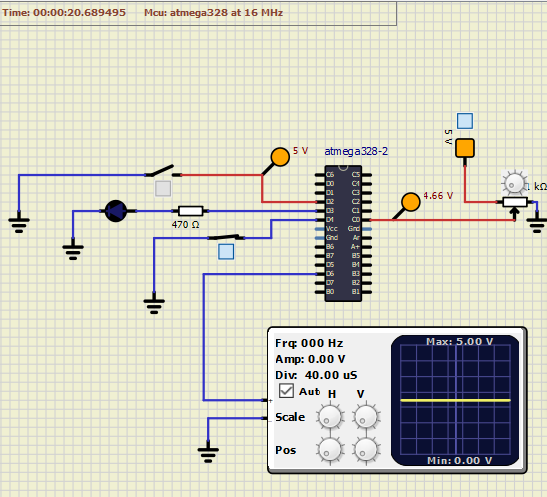 Time: 00:00:20.689495 Mcu: atmega328 at 16 MHz
5 V
atmega328-2
5 V
1 kΩ
4.66 V
470 Ω
C6 C5
D0 C4
D1 C3
D2 C2
D3 C1
D4 C0
Vcc Gnd
Gnd Ar
B6 A+
B7 B5
D5 B4
D6 B3
D7 B2
B0 B1
Frq: 000 Hz
Amp: 0.00 V
Div: 40.00 uS
Auto H V
Scale
Pos
+
-
Max: 5.00 V
Min: 0.00 V